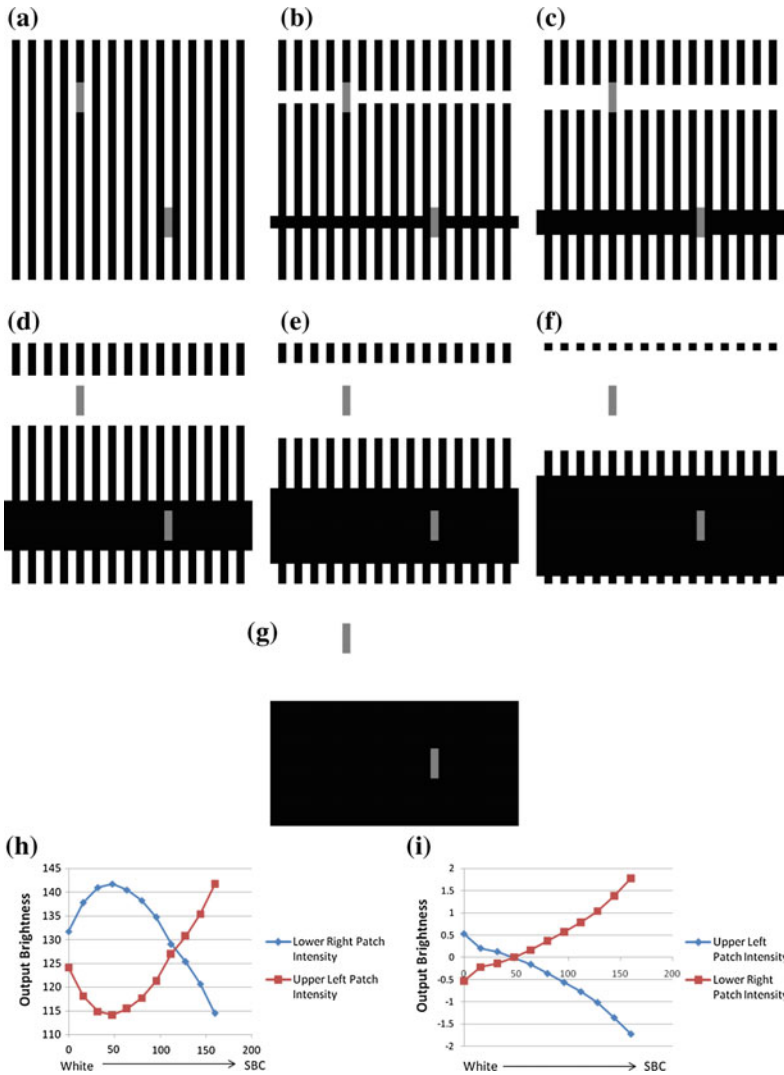 (a) (b) (c)
(d) (e) (f)
(g)
(h) (i)
145
140
135
130
125
120
115
110
Output Brightness
0 50 100 150 200
White SBC
Lower Right Patch
Intensity
Upper Left Patch
Intensity
2
1.5
1
0.5
0
-0.5
-1
-1.5
-2
Output Brightness
0 50 100 150 200
White SBC
Upper Left
Patch Intensity
Lower Right
Patch Intensity